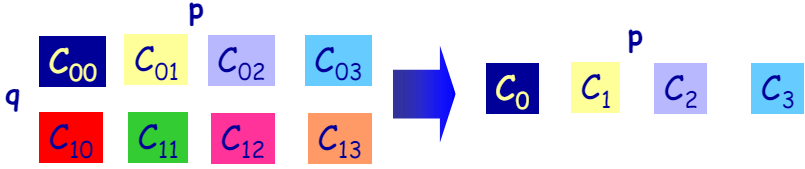 p
p
C₀₀ C₀₁ C₀₂ C₀₃
C₀ C₁ C₂ C₃
q
C₁₀ C₁₁ C₁₂ C₁₃